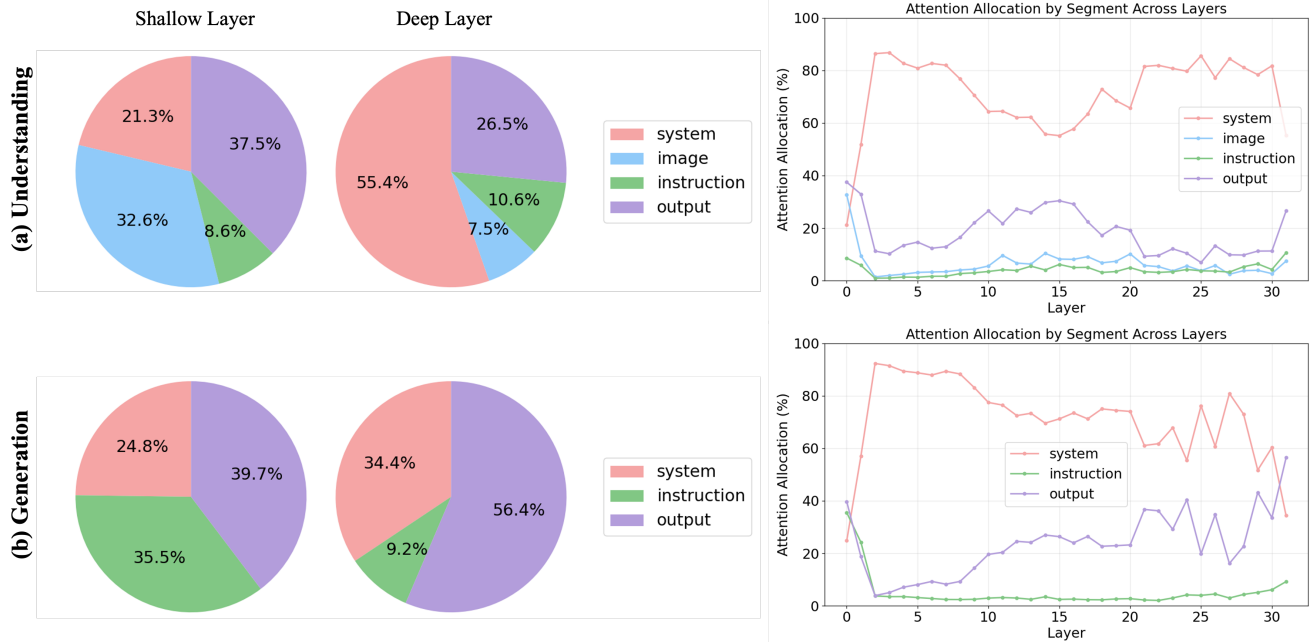 Shallow Layer
Deep Layer
(a) Understanding
21.3%
37.5%
32.6%
8.6%
26.5%
55.4%
10.6%
7.5%
system
image
instruction
output
Attention Allocation by Segment Across Layers
Attention Allocation (%)
100
80
60
40
20
0
system
image
instruction
output
0 5 10 15 20 25 30
Layer
(b) Generation
24.8%
39.7%
35.5%
34.4%
56.4%
9.2%
system
instruction
output
Attention Allocation by Segment Across Layers
Attention Allocation (%)
100
80
60
40
20
0
system
instruction
output
0 5 10 15 20 25 30
Layer